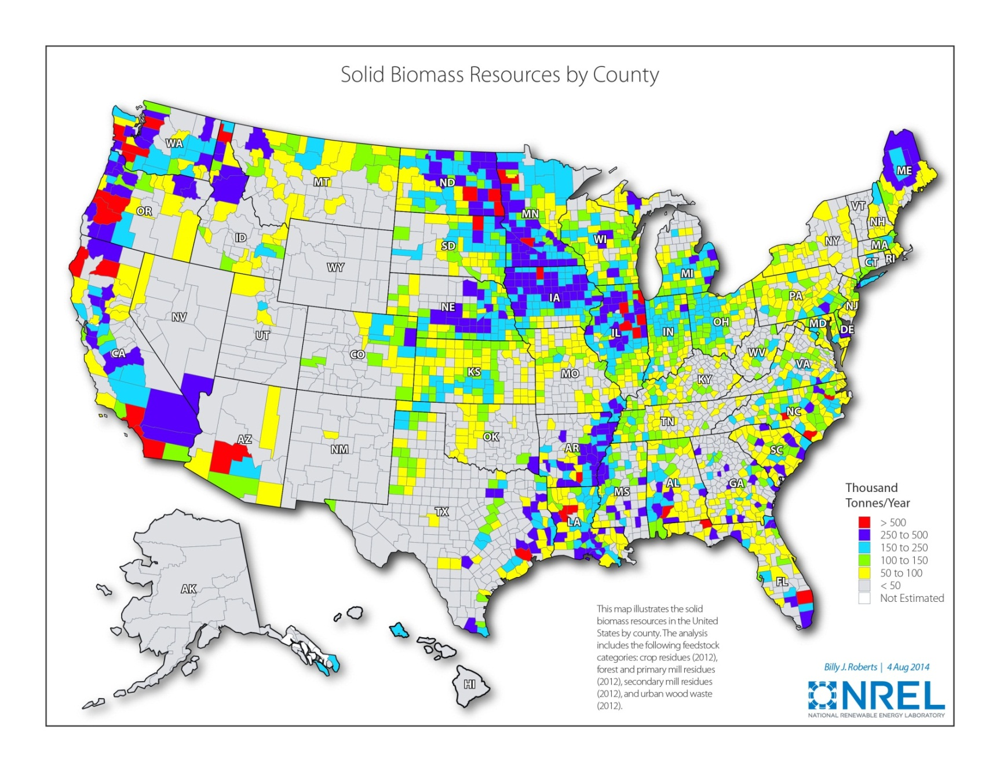 Solid Biomass Resources by County
WA
MT
ND
MN
ME
OR
ID
SD
WI
VT
NH
NY
MA
CT
RI
WY
MI
IA
NE
PA
NJ
NV
UT
CO
IL
IN
OH
MD
DE
CA
KS
MO
WV
VA
KY
AZ
NM
OK
AR
TN
NC
SC
TX
LA
MS
AL
GA
FL
AK
HI
Thousand
Tonnes/Year
> 500
250 to 500
150 to 250
100 to 150
50 to 100
< 50
Not Estimated
This map illustrates the solid
biomass resources in the United
States by county. The analysis
includes the following feedstock
categories: crop residues (2012),
forest and primary mill residues
(2012), secondary mill residues
(2012), and urban wood waste
(2012).
Billy J. Roberts | 4 Aug 2014
NREL
NATIONAL RENEWABLE ENERGY LABORATORY